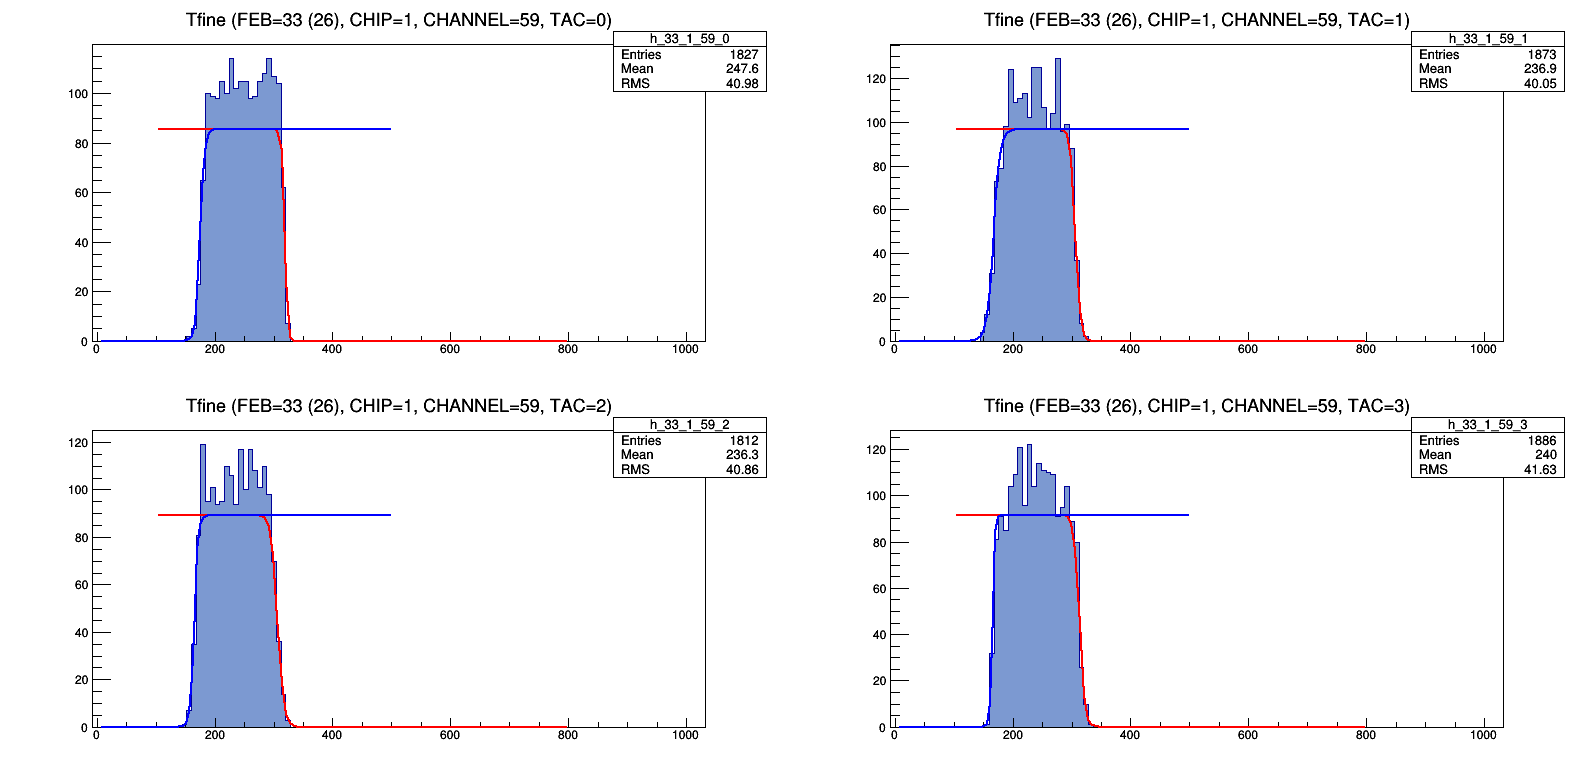 Tfine (FEB=33 (26), CHIP=1, CHANNEL=59, TAC=0)
h_33_1_59_0
Entries 1827
Mean 247.6
RMS 40.98
100
80
60
40
20
0
0 200 400 600 800 1000
Tfine (FEB=33 (26), CHIP=1, CHANNEL=59, TAC=1)
h_33_1_59_1
Entries 1873
Mean 236.9
RMS 40.05
120
100
80
60
40
20
0
0 200 400 600 800 1000
Tfine (FEB=33 (26), CHIP=1, CHANNEL=59, TAC=2)
h_33_1_59_2
Entries 1812
Mean 236.3
RMS 40.86
120
100
80
60
40
20
0
0 200 400 600 800 1000
Tfine (FEB=33 (26), CHIP=1, CHANNEL=59, TAC=3)
h_33_1_59_3
Entries 1886
Mean 240
RMS 41.63
120
100
80
60
40
20
0
0 200 400 600 800 1000